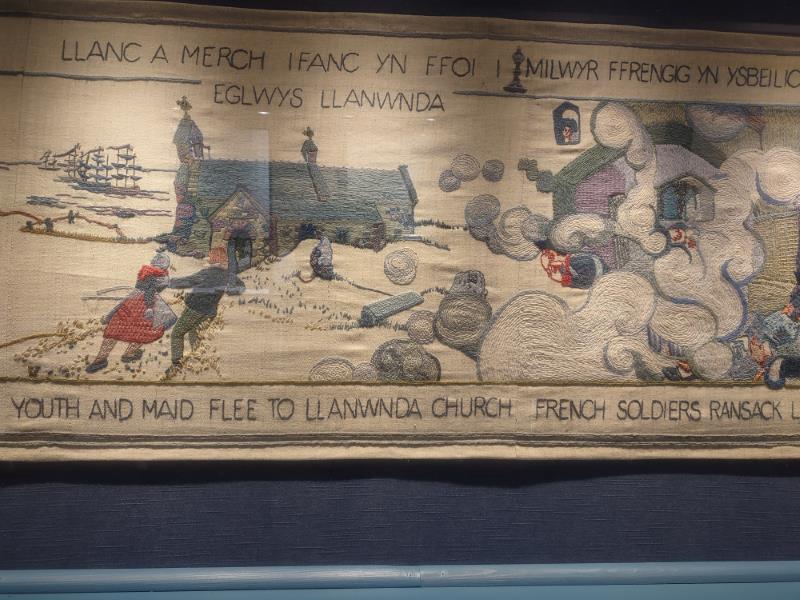 LLANC A MERCH IFANC YN FFOI I
EGLWYS LLANWNDA
MILWYR FFRENGIG YN YSBEILIO
YOUTH AND MAID FLEE TO LLANWNDA CHURCH
FRENCH SOLDIERS RANSACK L